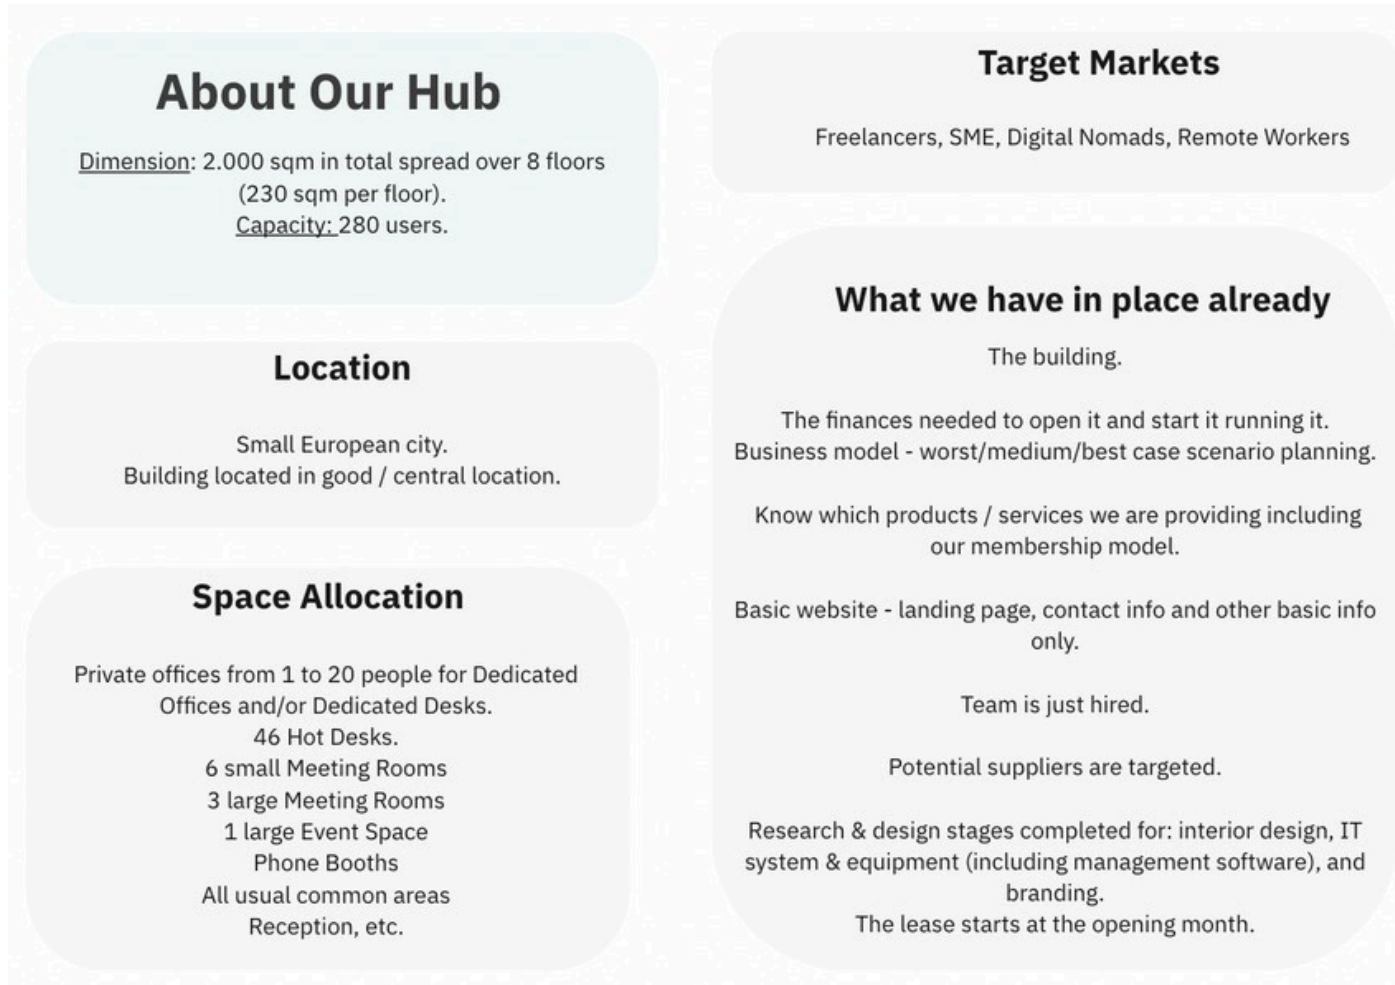 About Our Hub
Dimension: 2.000 sqm in total spread over 8 floors
(230 sqm per floor).
Capacity: 280 users.
Location
Small European city.
Building located in good / central location.
Space Allocation
Private offices from 1 to 20 people for Dedicated
Offices and/or Dedicated Desks.
46 Hot Desks.
6 small Meeting Rooms
3 large Meeting Rooms
1 large Event Space
Phone Booths
All usual common areas
Reception, etc.
Target Markets
Freelancers, SME, Digital Nomads, Remote Workers
What we have in place already
The building.
The finances needed to open it and start it running it.
Business model - worst/medium/best case scenario planning.
Know which products / services we are providing including
our membership model.
Basic website - landing page, contact info and other basic info
only.
Team is just hired.
Potential suppliers are targeted.
Research & design stages completed for: interior design, IT
system & equipment (including management software), and
branding.
The lease starts at the opening month.